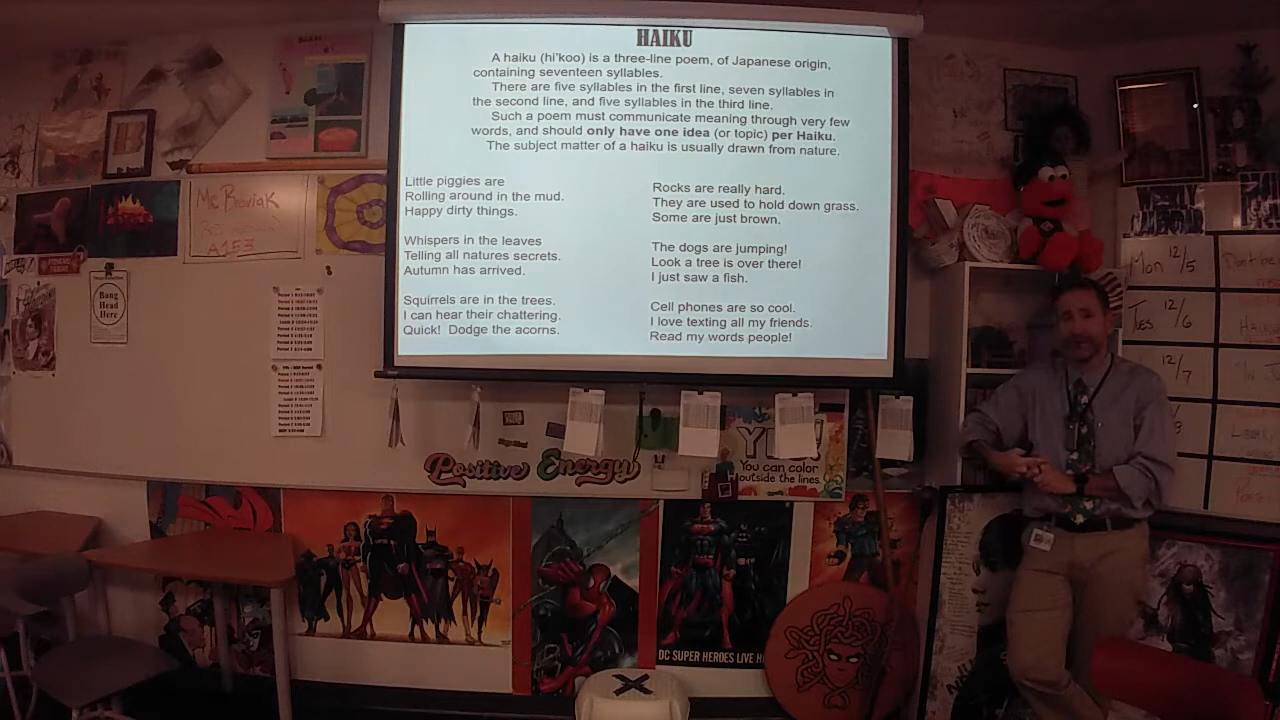 HAIKU
A haiku (hi'koo) is a three-line poem, of Japanese origin,
containing seventeen syllables.
There are five syllables in the first line, seven syllables in
the second line, and five syllables in the third line.
Such a poem must communicate meaning through very few
words, and should only have one idea (or topic) per Haiku.
The subject matter of a haiku is usually drawn from nature.
Little piggies are
Rolling around in the mud.
Happy dirty things.
Whispers in the leaves
Telling all natures secrets.
Autumn has arrived.
Squirrels are in the trees.
I can hear their chattering.
Quick! Dodge the acorns.
Rocks are really hard.
They are used to hold down grass.
Some are just brown.
The dogs are jumping!
Look a tree is over there!
I just saw a fish.
Cell phones are so cool.
I love texting all my friends.
Read my words people!
A153
Bang
Head
Here
Mon 12/5
Tues 12/6
12/7
Positive Energy
You can color
outside the lines.
DC SUPER HEROES LIVE